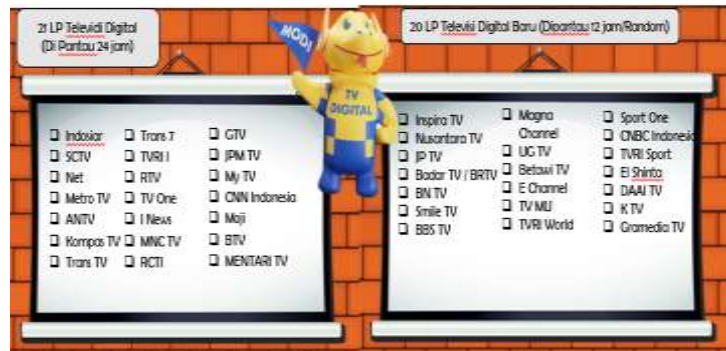 21 LP Televidi Digital
(Di Pantau 24 jam)
Indosiar
SCTV
Net
Metro TV
ANTV
Kompas TV
Trans TV
Trans 7
TVRI 1
RTV
TV One
I News
MNC TV
RCTI
GTV
JPM TV
My TV
CNN Indonesia
Moji
BTV
MENTARI TV
MODI
TV
DIGITAL
20 LP Televisi Digital Baru (Dipantau 12 jam/Random)
Inspira TV
Nusantara TV
JP TV
Badar TV / BRTV
BN TV
Smile TV
BBS TV
Magna
Channel
UG TV
Betawi TV
E Channel
TV MU
TVRI World
Sport One
CNBC Indonesia
TVRI Sport
El Shinta
DAAI TV
K TV
Gramedia TV